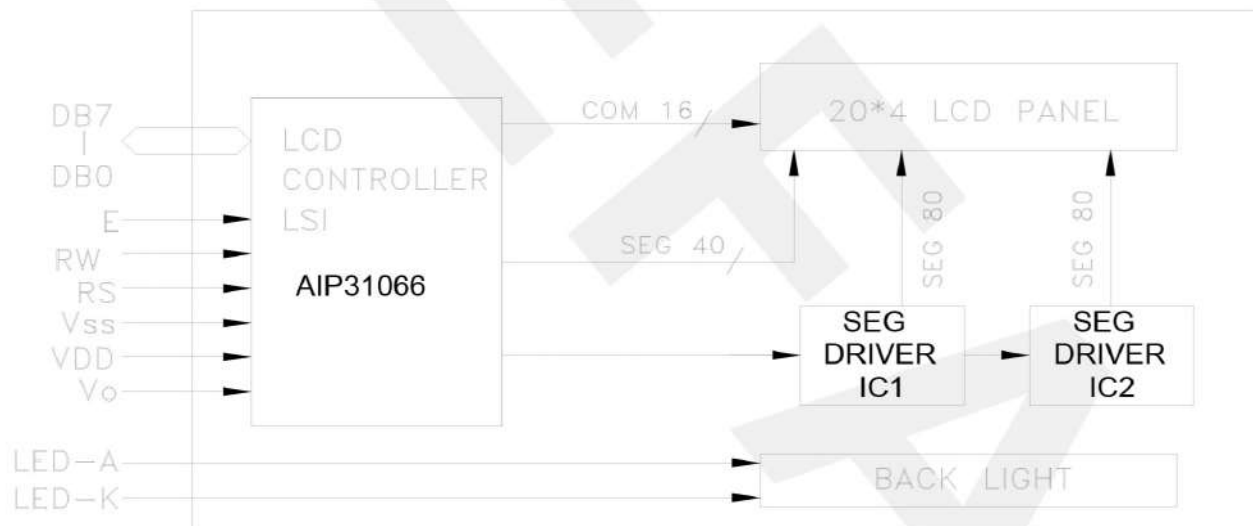 DB7
DB0
E
RW
RS
Vss
VDD
Vo
LED-A
LED-K
LCD
CONTROLLER
LSI
AIP31066
COM 16
SEG 40
20*4 LCD PANEL
SEG 80
SEG 80
SEG
DRIVER
IC1
SEG
DRIVER
IC2
BACK LIGHT